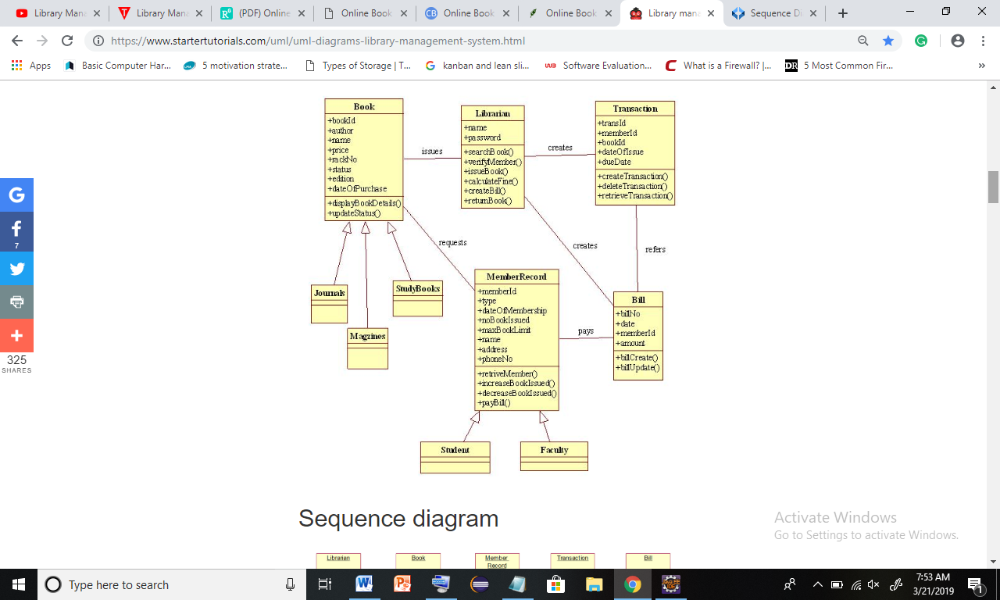 Library Mana
Library Mana
(PDF) Online
Online Book
Online Book
Online Book
Library mana
Sequence Di
https://www.startertutorials.com/uml/uml-diagrams-library-management-system.html
Apps
Basic Computer Har...
5 motivation strate...
Types of Storage | T...
kanban and lean sli...
Software Evaluation...
What is a Firewall? |...
DR
5 Most Common Fir...
»
Book
+bookId
+author
+name
+price
+rackNo
+status
+edition
+dateOfPurchase
+displayBookDetails()
+updateStatus()
issues
Librarian
+name
+password
+searchBook()
+verifyMember()
+issueBook()
+calculateFine()
+createBill()
+returnBook()
creates
Transaction
+transId
+memberId
+bookId
+dateOfIssue
+dueDate
+createTransaction()
+deleteTransaction()
+retrieveTransaction()
requests
creates
refers
Journals
Magzines
StudyBooks
MemberRecord
+memberId
+type
+dateOfMembership
+noBookIssued
+maxBookLimit
+name
+address
+phoneNo
+retriveMember()
+increaseBookIssued()
+decreaseBookIssued()
+payBill()
pays
Bill
+billNo
+date
+memberId
+amount
+billCreate()
+billUpdate()
Student
Faculty
7
325
SHARES
Sequence diagram
Librarian
Book
Member
Record
Transaction
Bill
Activate Windows
Go to Settings to activate Windows.
Type here to search
7:53 AM
3/21/2019
1